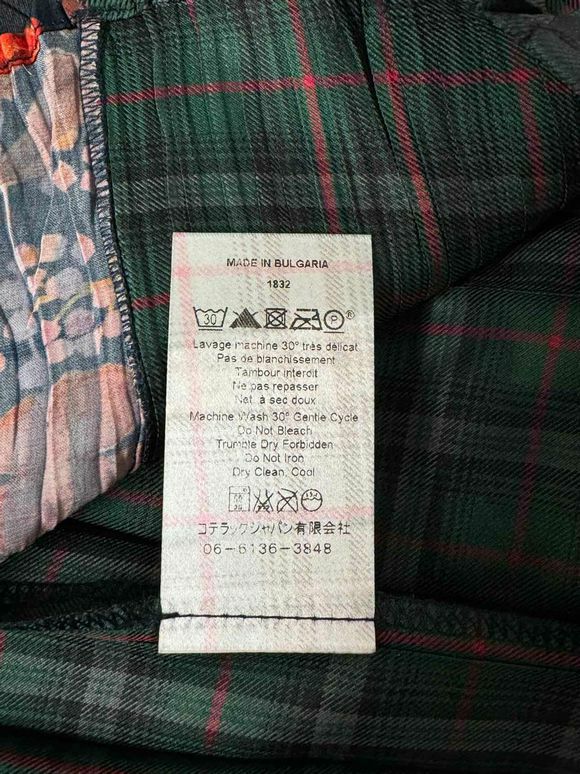 MADE IN BULGARIA
1832
30 P
Lavage machine 30° très délicat
Pas de blanchissement
Tambour interdit
Ne pas repasser
Nat. à sec doux
Machine Wash 30° Gentle Cycle
Do Not Bleach
Trumble Dry Forbidden
Do Not Iron
Dry Clean, Cool
コテラックジャパン有限会社
06-6136-3848